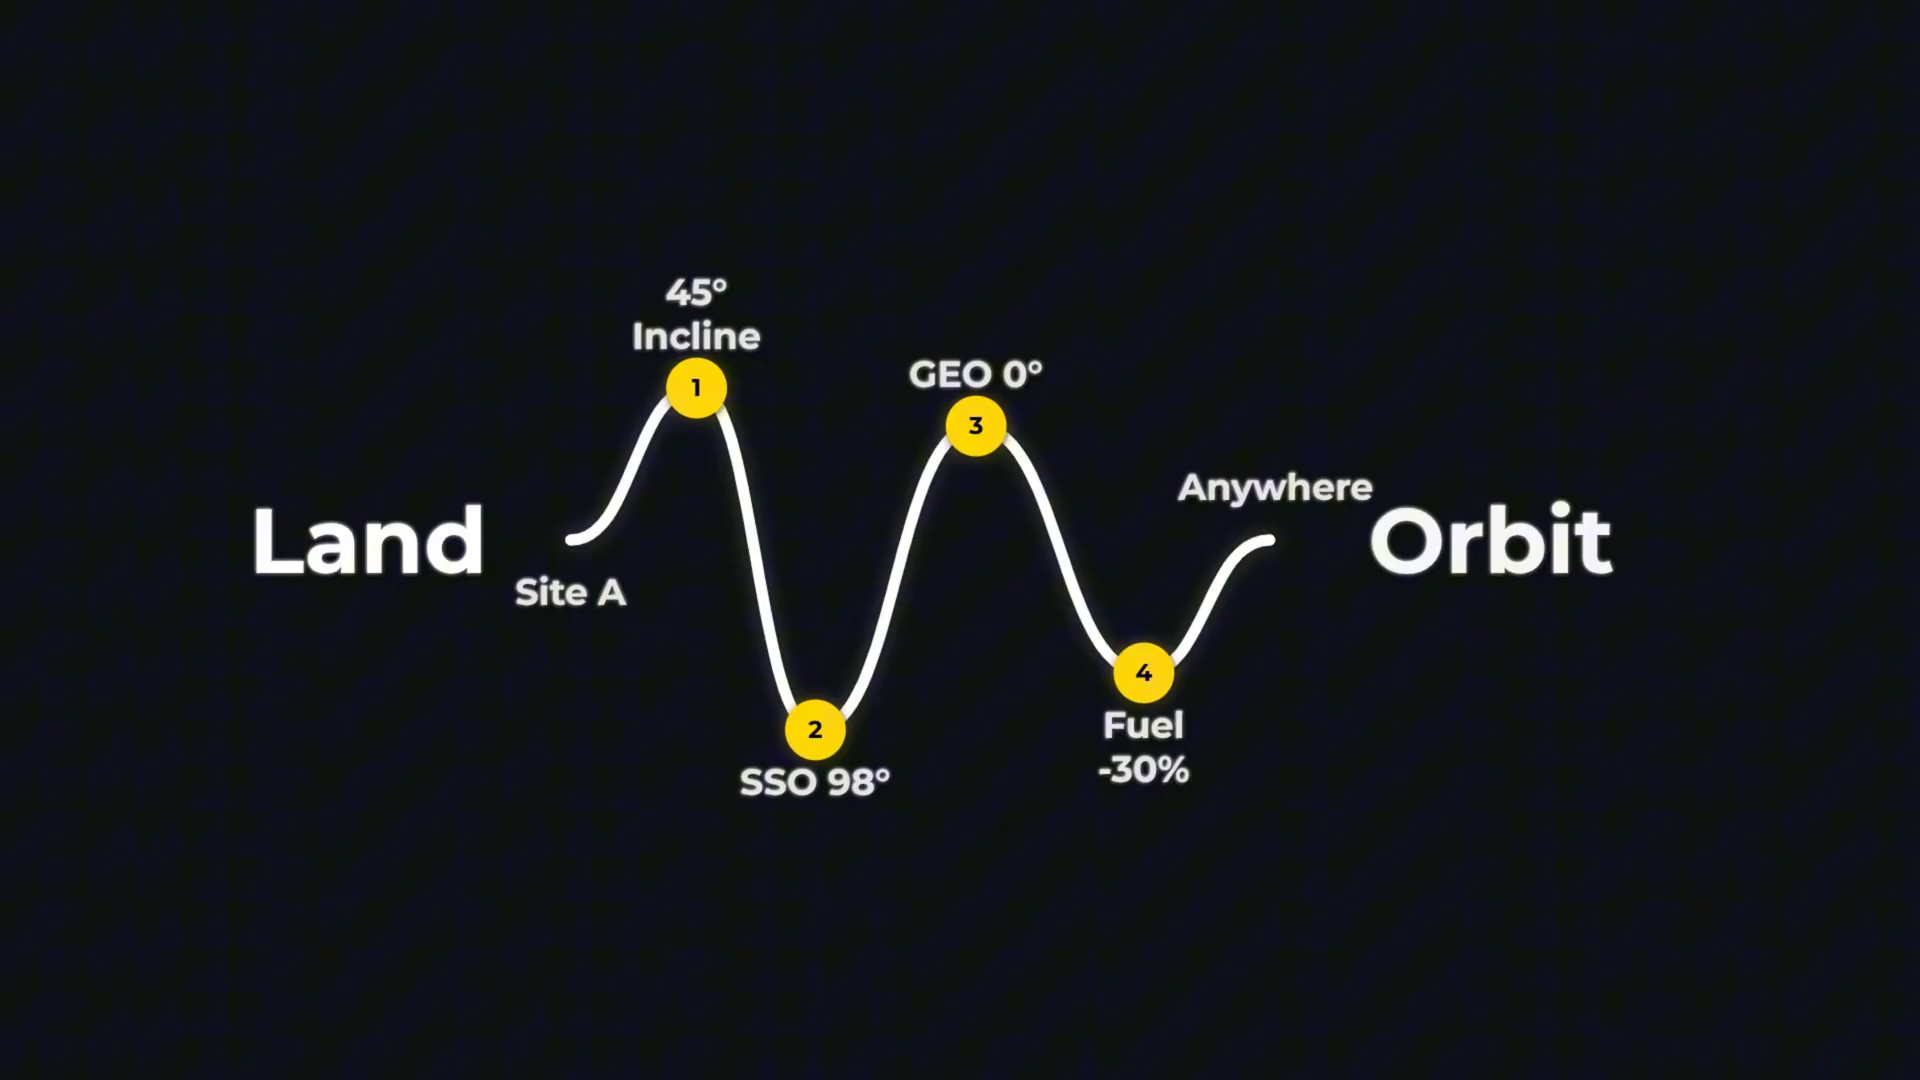 Land
Site A
45°
Incline
1
2
SSO 98°
GEO 0°
3
4
Fuel
-30%
Anywhere
Orbit